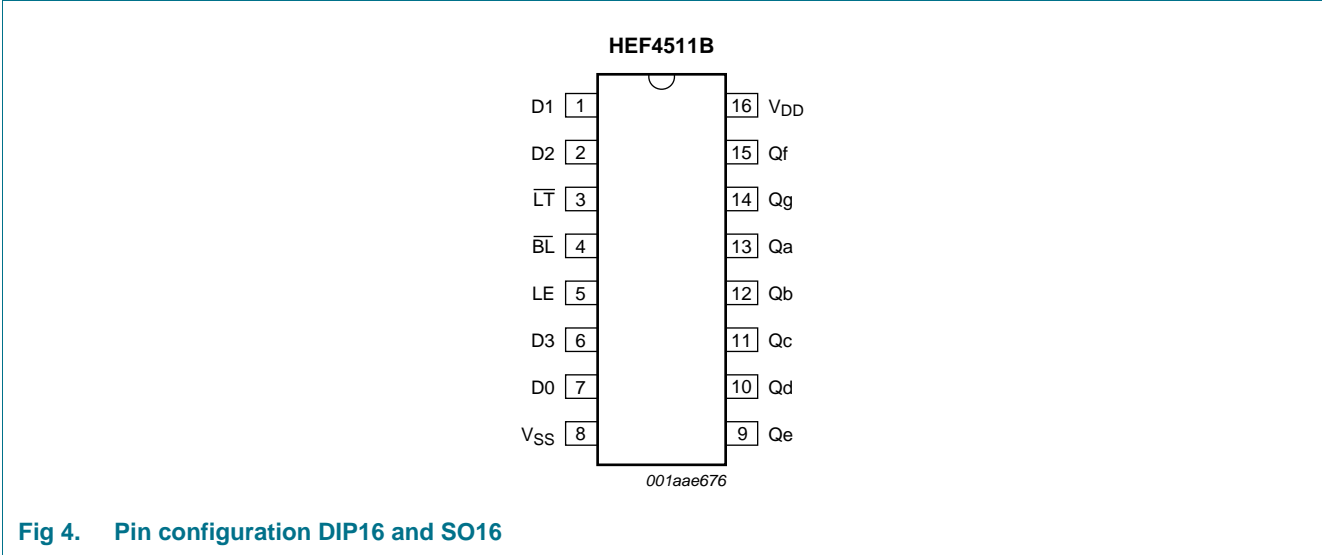 HEF4511B
D1 1 16 VDD
D2 2 15 Qf
L̅T̅ 3 14 Qg
B̅L̅ 4 13 Qa
LE 5 12 Qb
D3 6 11 Qc
D0 7 10 Qd
VSS 8 9 Qe
001aae676
Fig 4. Pin configuration DIP16 and SO16